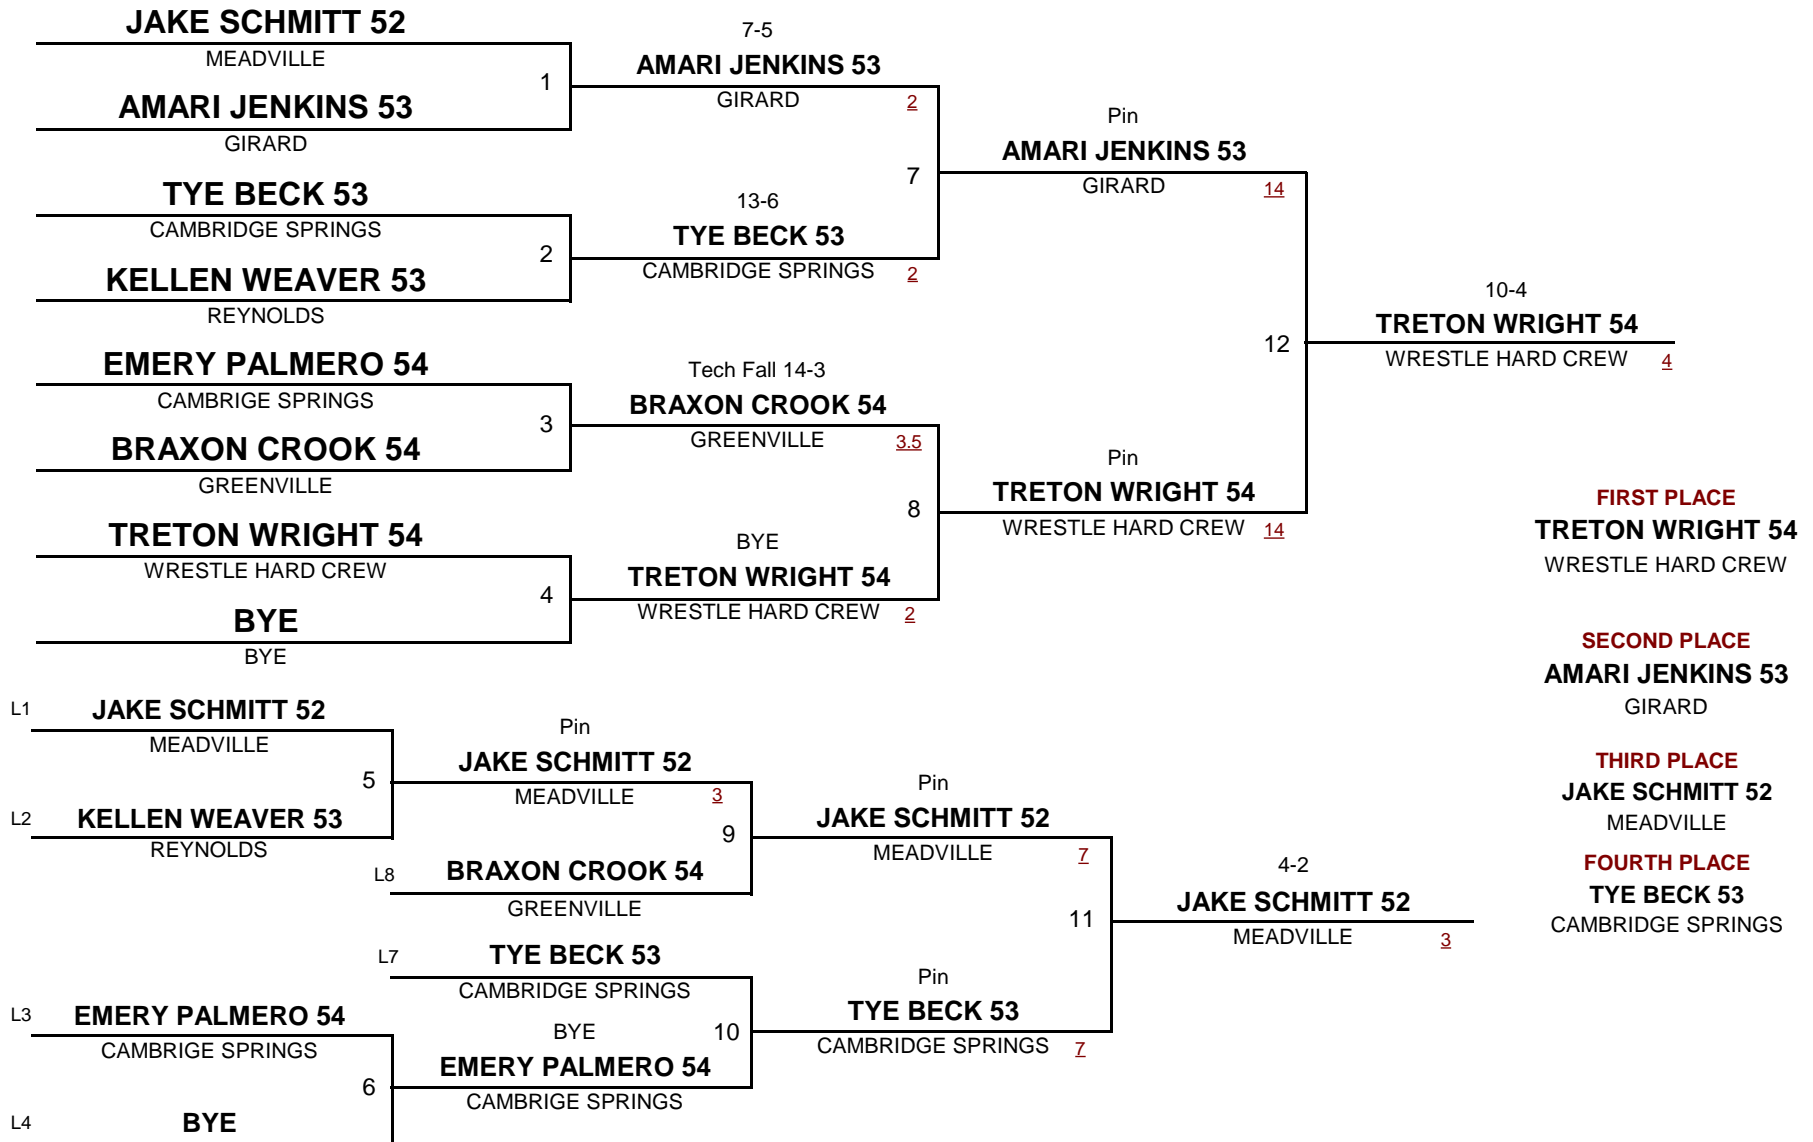 JAKE SCHMITT 52
MEADVILLE
1
AMARI JENKINS 53
GIRARD
TYE BECK 53
CAMBRIDGE SPRINGS
2
KELLEN WEAVER 53
REYNOLDS
EMERY PALMERO 54
CAMBRIGE SPRINGS
3
BRAXON CROOK 54
GREENVILLE
TRETON WRIGHT 54
WRESTLE HARD CREW
4
BYE
BYE
7-5
AMARI JENKINS 53
GIRARD 2
7
13-6
TYE BECK 53
CAMBRIDGE SPRINGS 2
Tech Fall 14-3
BRAXON CROOK 54
GREENVILLE 3.5
8
BYE
TRETON WRIGHT 54
WRESTLE HARD CREW 2
Pin
AMARI JENKINS 53
GIRARD 14
12
Pin
TRETON WRIGHT 54
WRESTLE HARD CREW 14
10-4
TRETON WRIGHT 54
WRESTLE HARD CREW 4
FIRST PLACE
TRETON WRIGHT 54
WRESTLE HARD CREW
SECOND PLACE
AMARI JENKINS 53
GIRARD
THIRD PLACE
JAKE SCHMITT 52
MEADVILLE
FOURTH PLACE
TYE BECK 53
CAMBRIDGE SPRINGS
L1 JAKE SCHMITT 52
MEADVILLE
5
L2 KELLEN WEAVER 53
REYNOLDS
L3 EMERY PALMERO 54
CAMBRIGE SPRINGS
6
L4 BYE
Pin
JAKE SCHMITT 52
MEADVILLE 3
9
L8 BRAXON CROOK 54
GREENVILLE
L7 TYE BECK 53
CAMBRIDGE SPRINGS
BYE 10
EMERY PALMERO 54
CAMBRIGE SPRINGS
Pin
JAKE SCHMITT 52
MEADVILLE 7
11
Pin
TYE BECK 53
CAMBRIDGE SPRINGS 7
4-2
JAKE SCHMITT 52
MEADVILLE 3